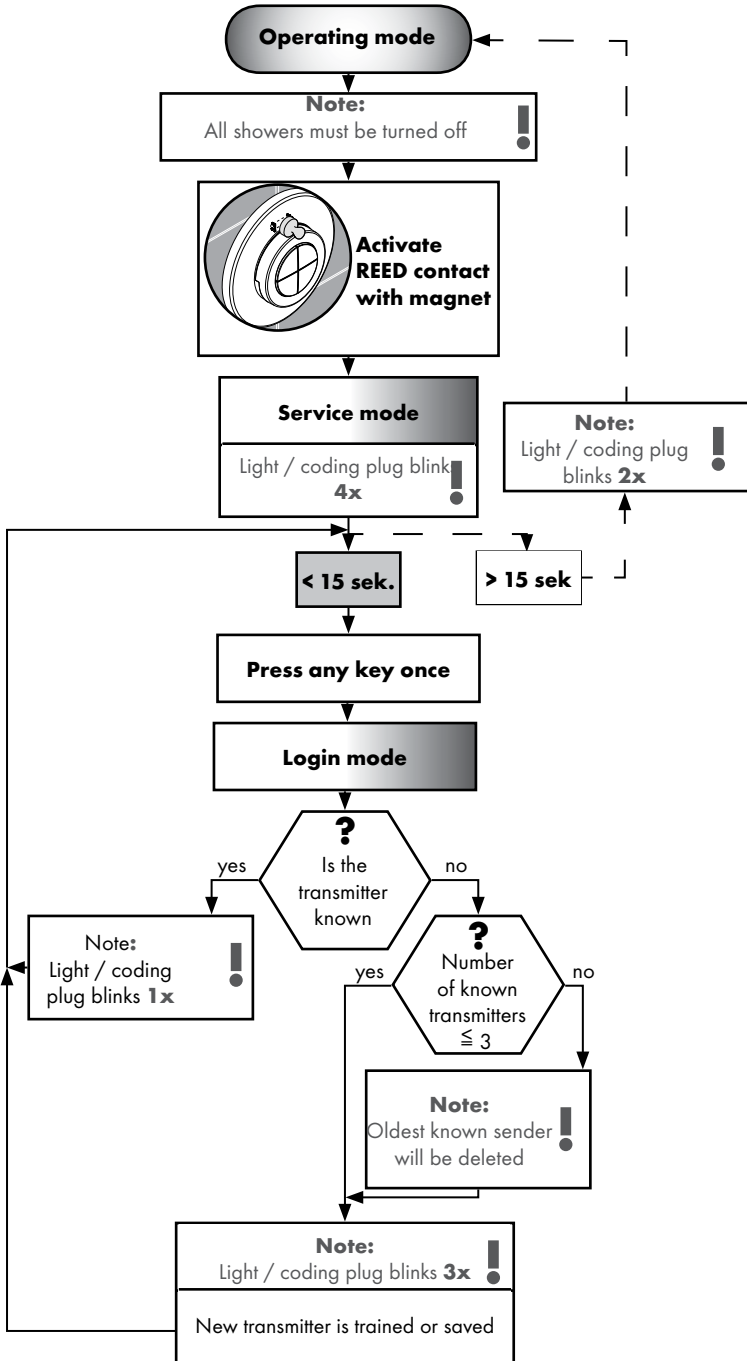 Operating mode
Note:
All showers must be turned off
!
Activate
REED contact
with magnet
Service mode
Light / coding plug blink
4x
!
Note:
Light / coding plug
blinks 2x
!
< 15 sek.
> 15 sek
Press any key once
Login mode
?
Is the
transmitter
known
yes
no
Note:
Light / coding
plug blinks 1x
!
?
Number
of known
transmitters
≦ 3
yes
no
Note:
Oldest known sender
will be deleted
!
Note:
Light / coding plug blinks 3x
!
New transmitter is trained or saved